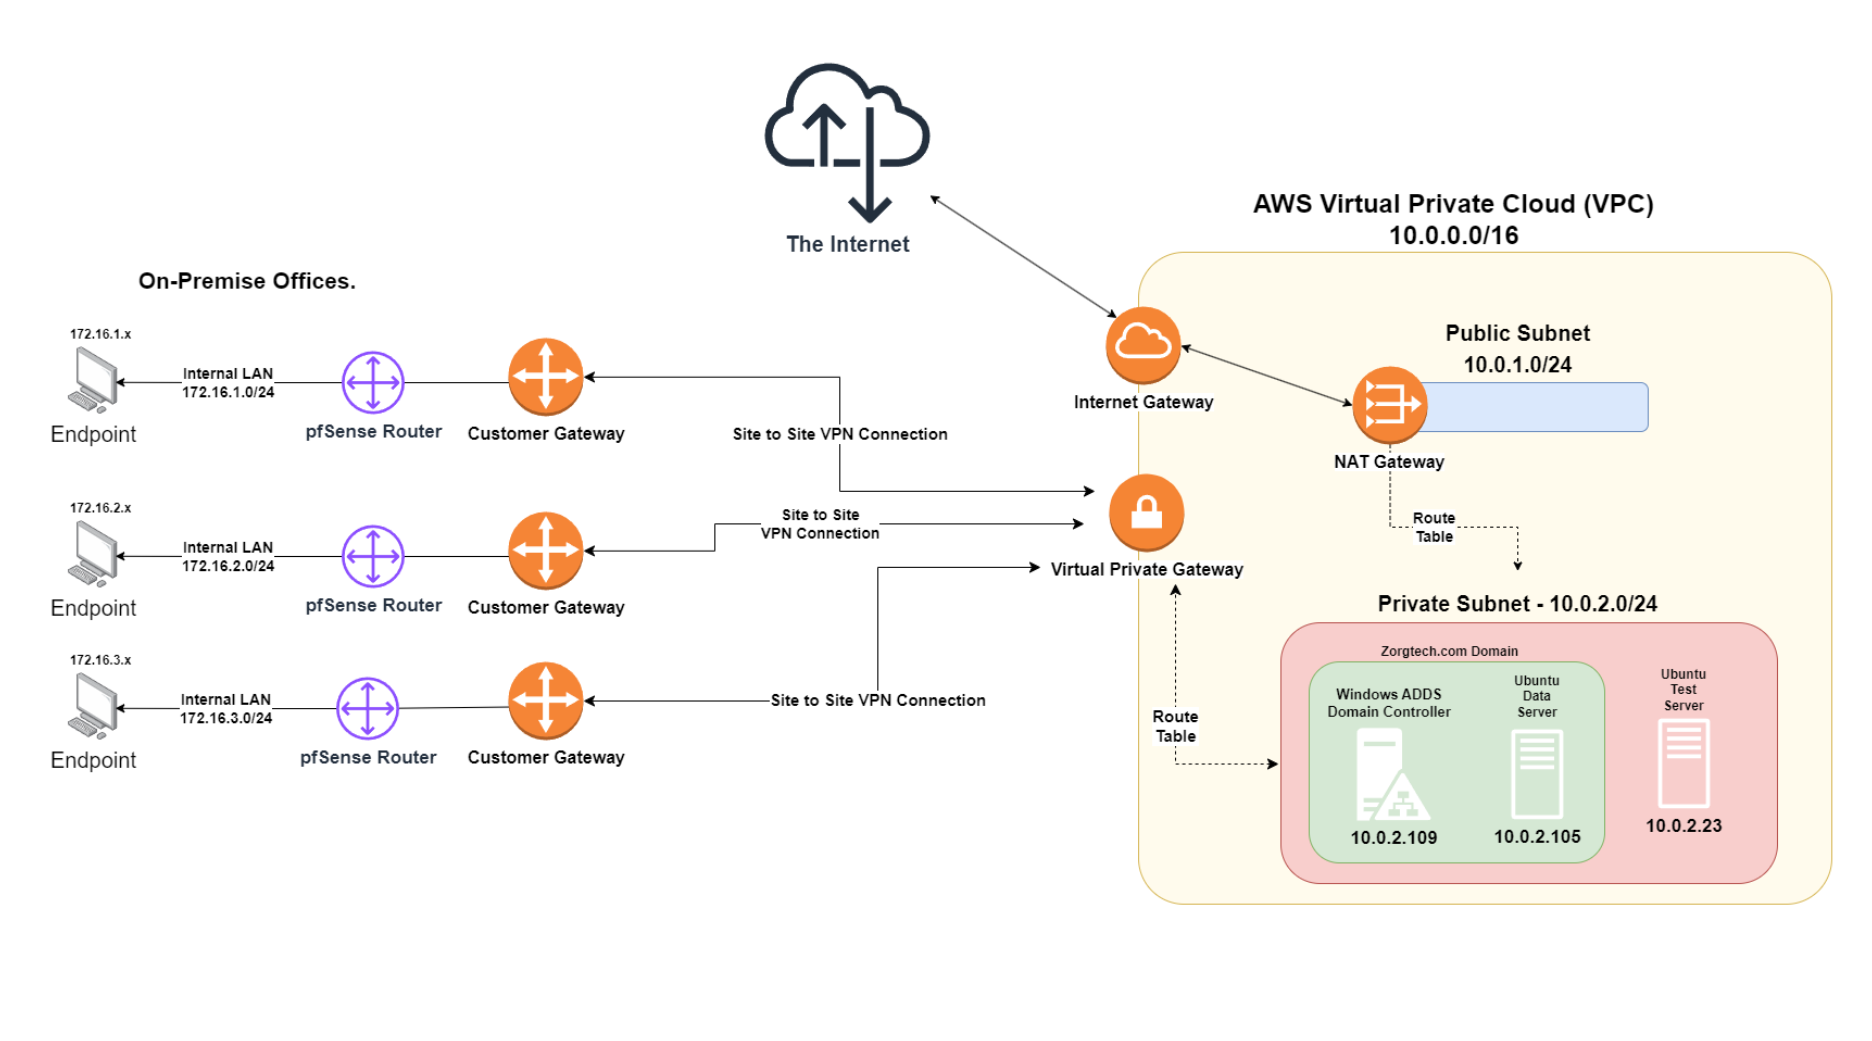 The Internet
AWS Virtual Private Cloud (VPC)
10.0.0.0/16
On-Premise Offices.
172.16.1.x
Internal LAN
172.16.1.0/24
Endpoint
pfSense Router
Customer Gateway
Site to Site VPN Connection
172.16.2.x
Internal LAN
172.16.2.0/24
Endpoint
pfSense Router
Customer Gateway
Site to Site
VPN Connection
172.16.3.x
Internal LAN
172.16.3.0/24
Endpoint
pfSense Router
Customer Gateway
Site to Site VPN Connection
Internet Gateway
Public Subnet
10.0.1.0/24
NAT Gateway
Route
Table
Virtual Private Gateway
Route
Table
Private Subnet - 10.0.2.0/24
Zorgtech.com Domain
Windows ADDS
Domain Controller
10.0.2.109
Ubuntu
Data
Server
10.0.2.105
Ubuntu
Test
Server
10.0.2.23